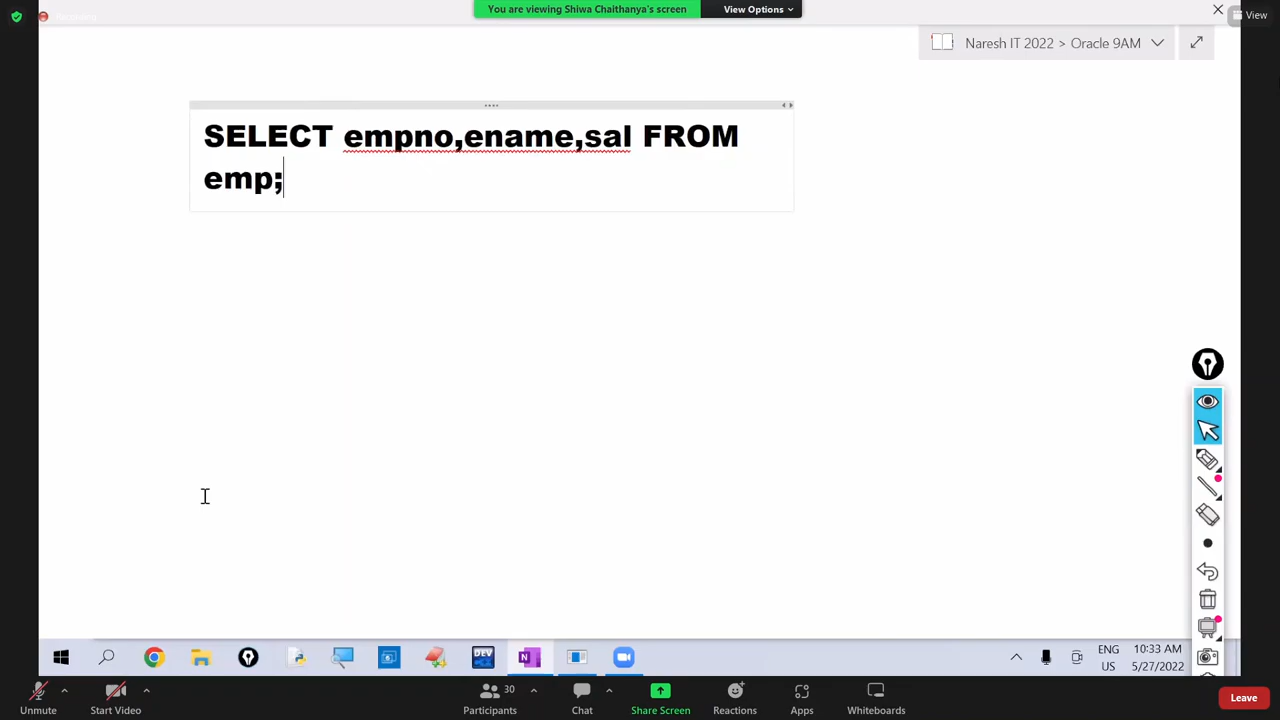 You are viewing Shiwa Chaithanya's screen
View Options
View
Naresh IT 2022 > Oracle 9AM
SELECT empno,ename,sal FROM
emp;
DEV
N
ENG
US
10:33 AM
5/27/2022
Unmute
Start Video
30
Participants
Chat
Share Screen
Reactions
Apps
Whiteboards
Leave